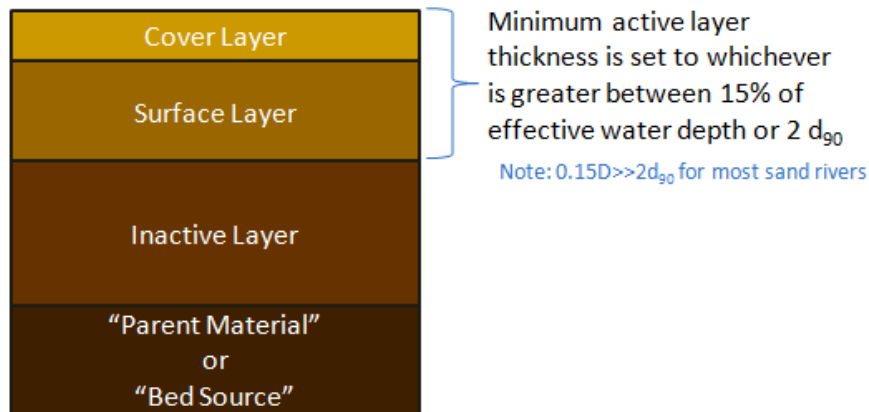 Cover Layer
Surface Layer
Inactive Layer
“Parent Material”
or
“Bed Source”
Minimum active layer
thickness is set to whichever
is greater between 15% of
effective water depth or 2 d₉₀
Note: 0.15D>>2d₉₀ for most sand rivers